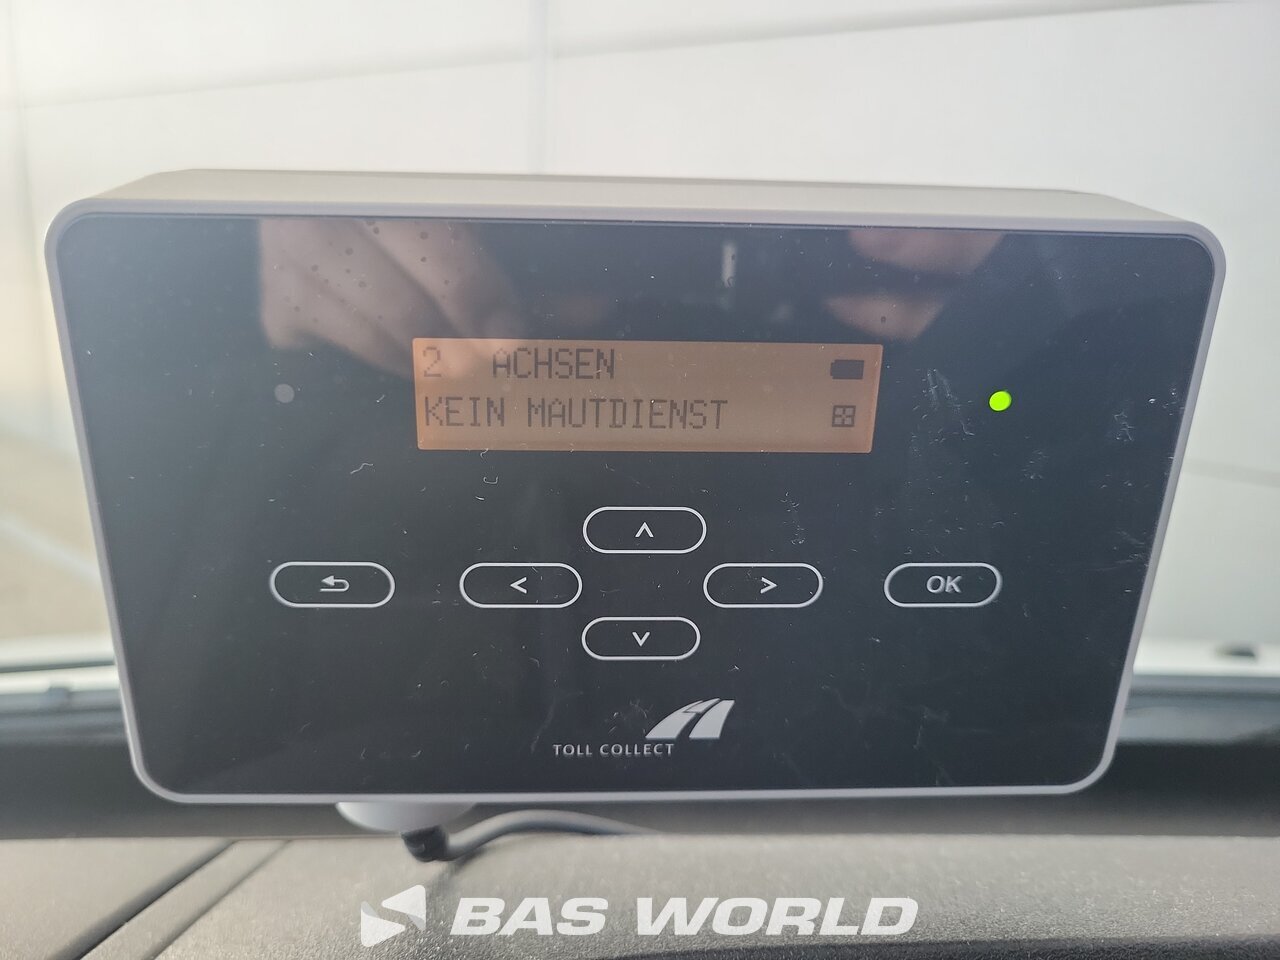 2 ACHSEN
KEIN MAUTDIENST
OK
TOLL COLLECT
BAS WORLD